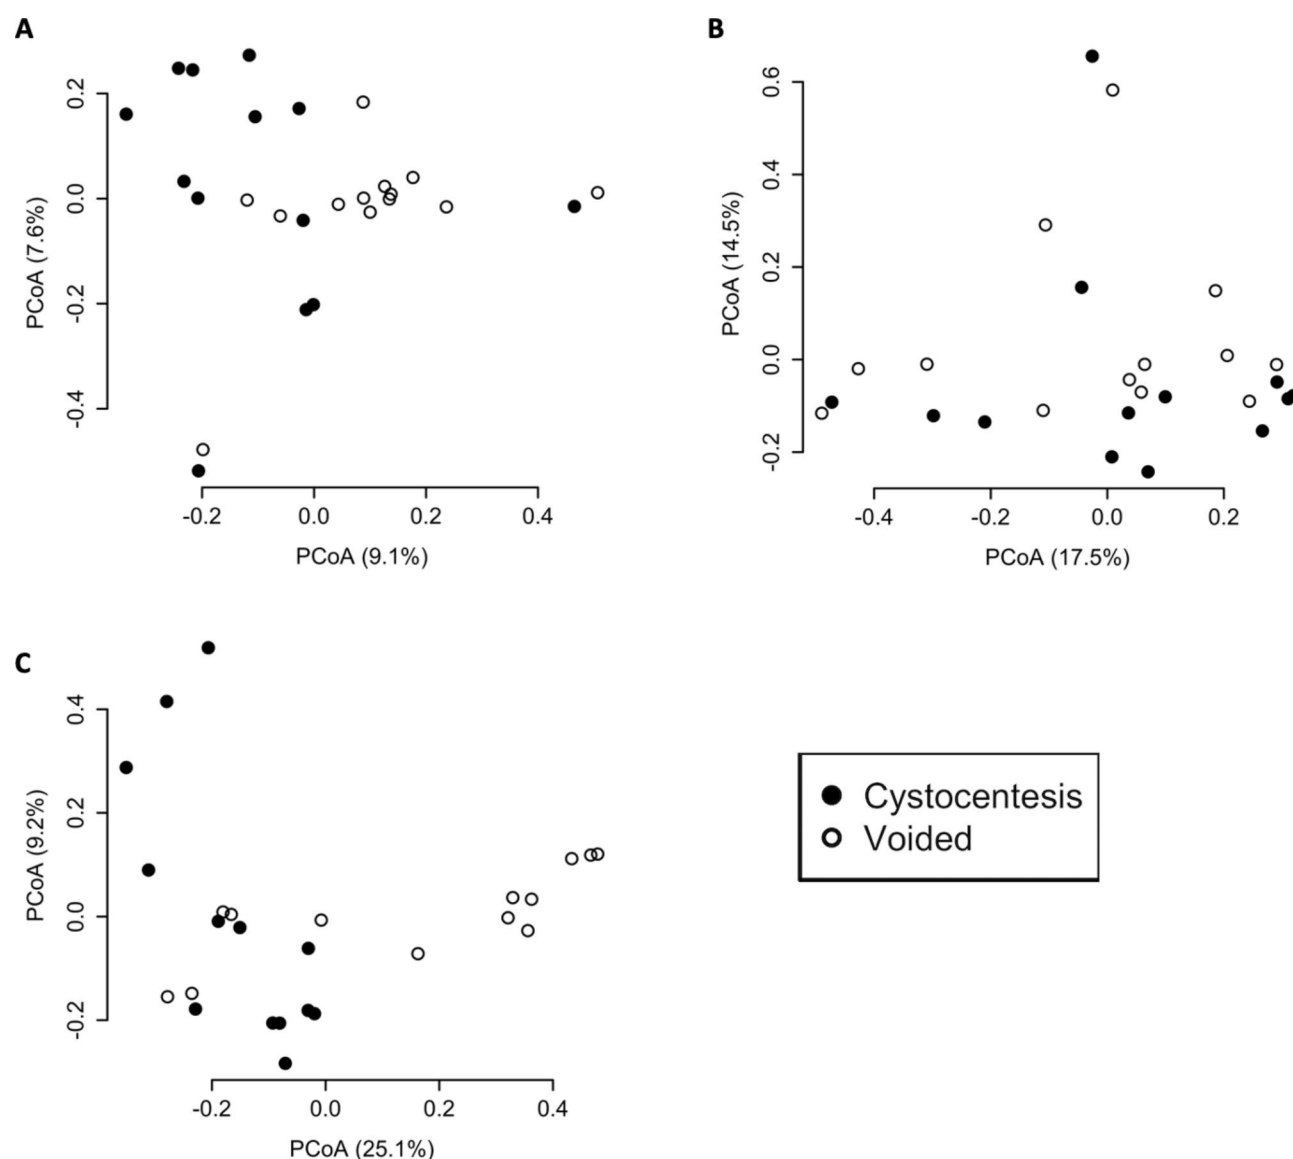 A
0.2
0.0
-0.2
-0.4
PCoA (7.6%)
-0.2 0.0 0.2 0.4
PCoA (9.1%)
B
0.6
0.4
0.2
0.0
-0.2
PCoA (14.5%)
-0.4 -0.2 0.0 0.2
PCoA (17.5%)
C
0.4
0.2
0.0
-0.2
PCoA (9.2%)
-0.2 0.0 0.2 0.4
PCoA (25.1%)
Cystocentesis
Voided